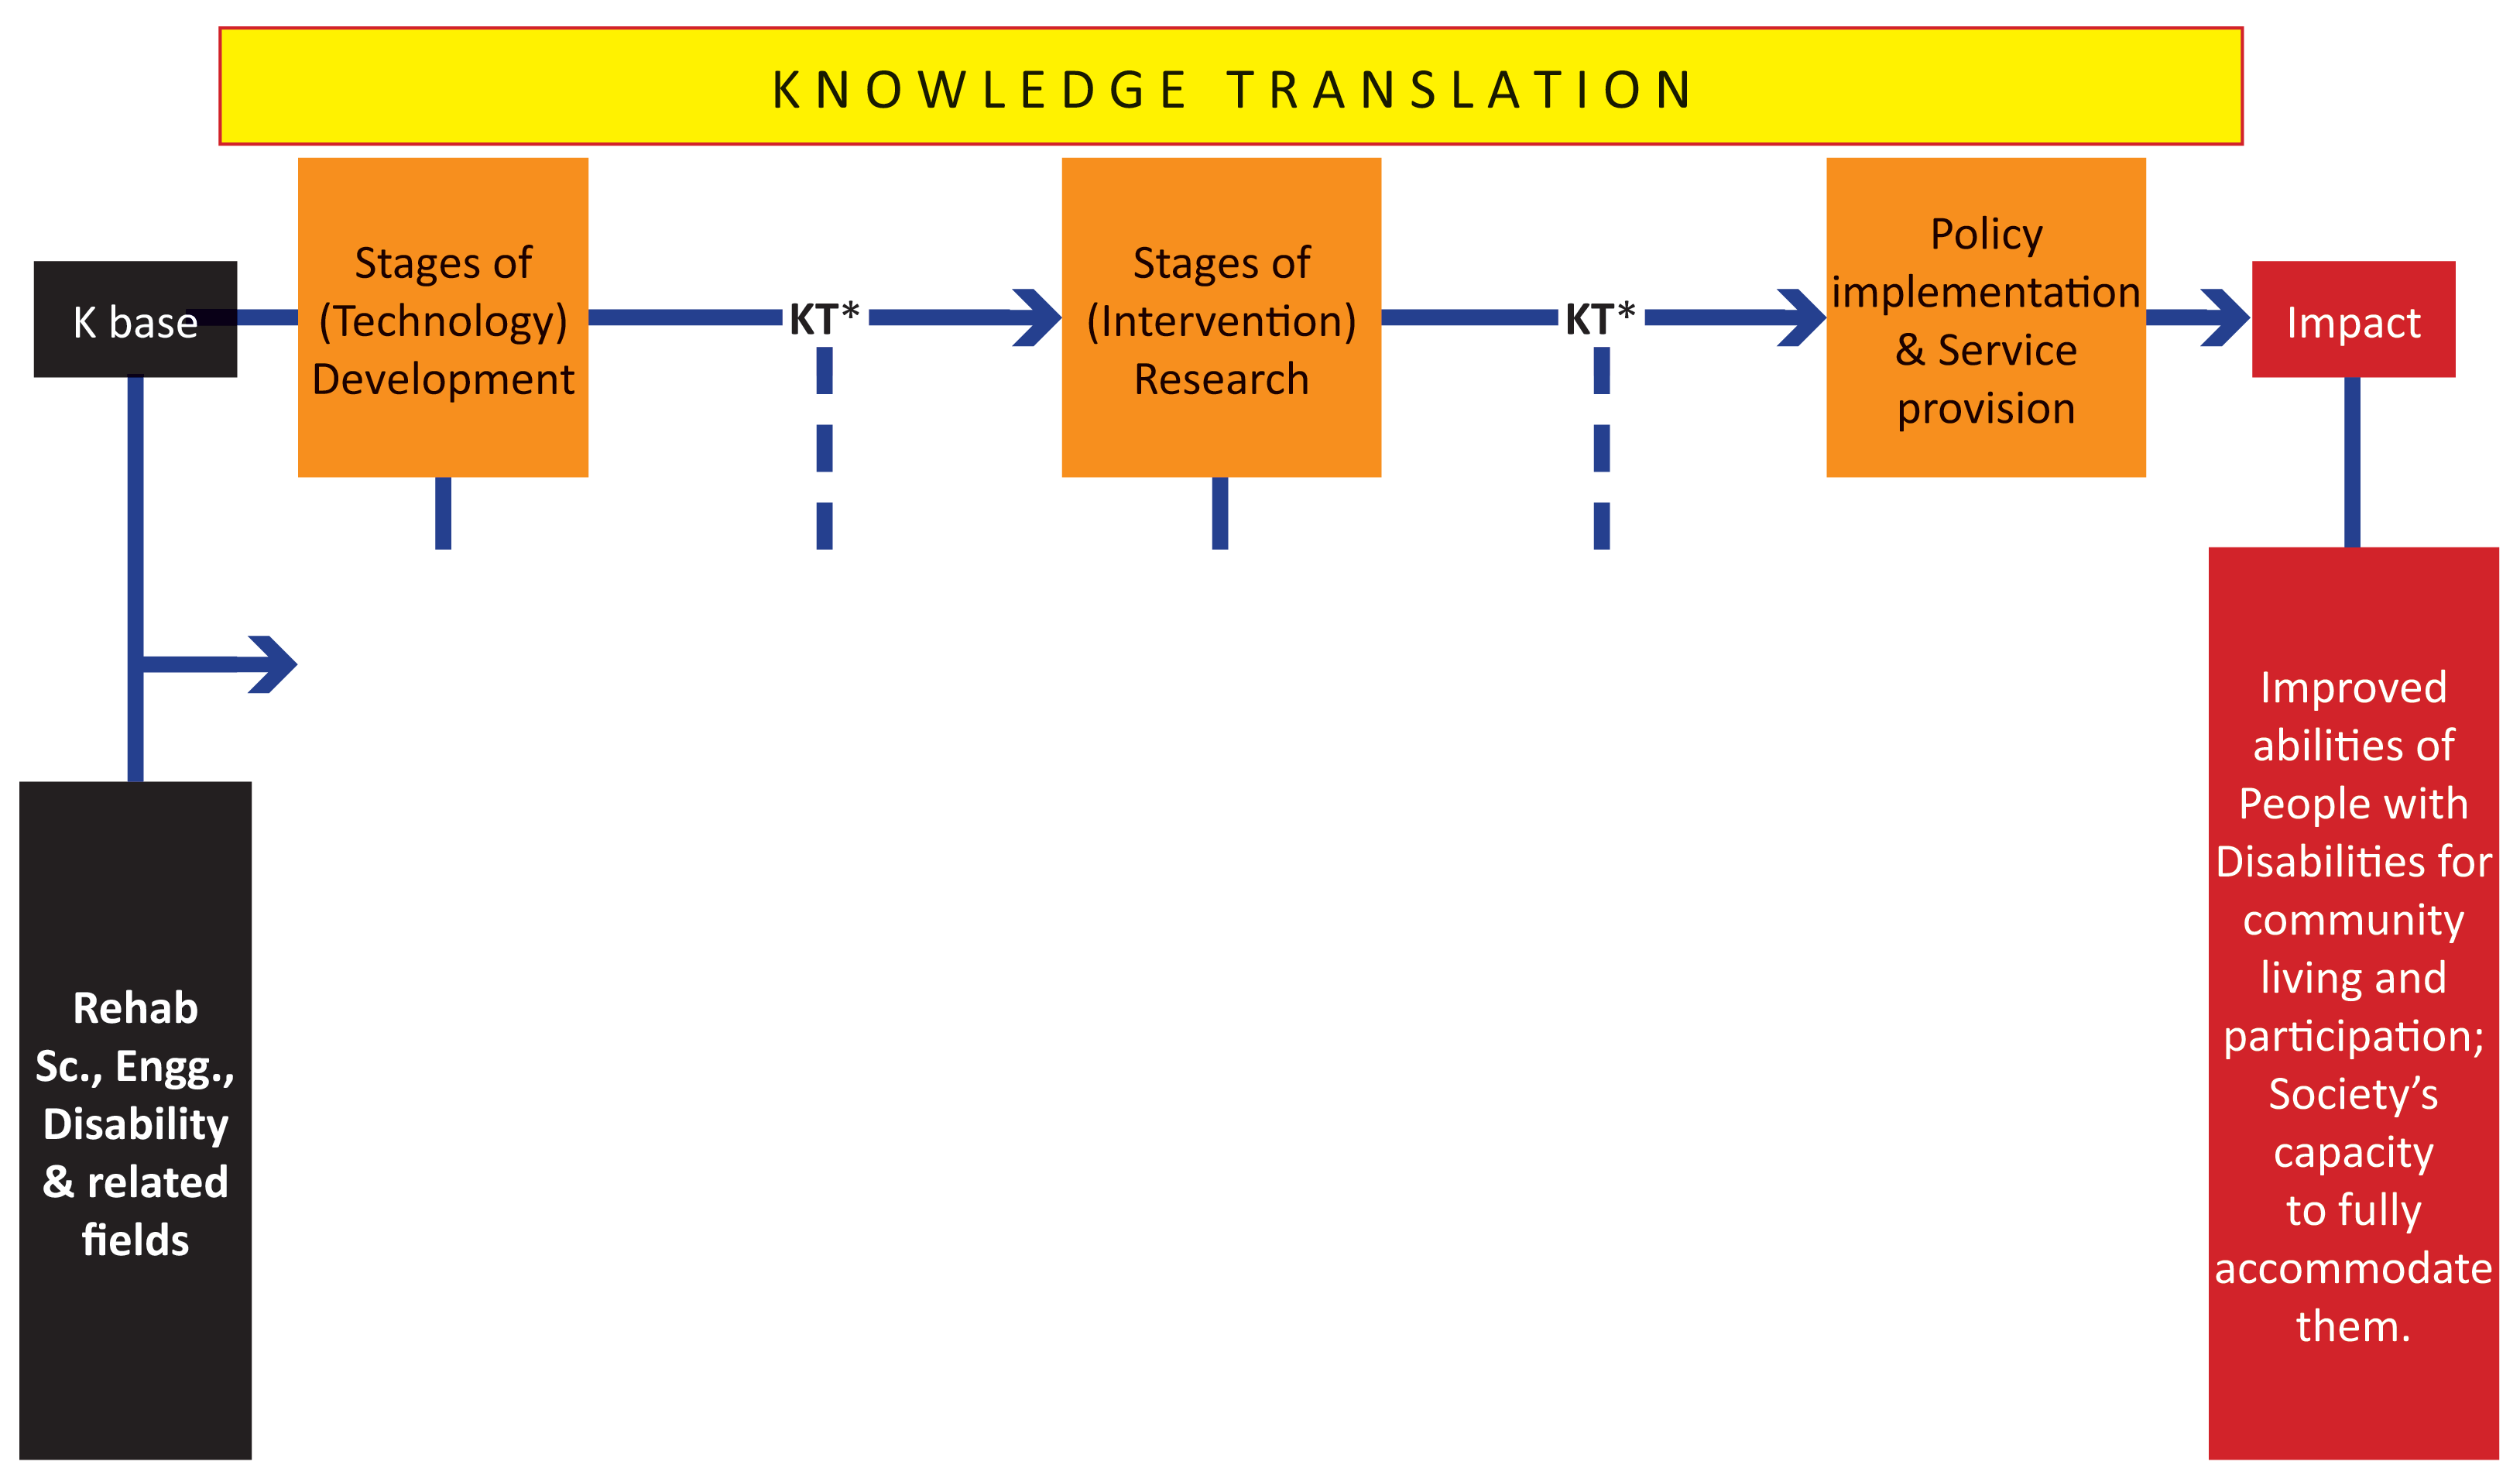 KNOWLEDGE TRANSLATION
K base
Stages of
(Technology)
Development
KT*
Stages of
(Intervention)
Research
KT*
Policy
implementation
& Service
provision
Impact
Rehab
Sc., Engg.,
Disability
& related
fields
Improved
abilities of
People with
Disabilities for
community
living and
participation;
Society’s
capacity
to fully
accommodate
them.